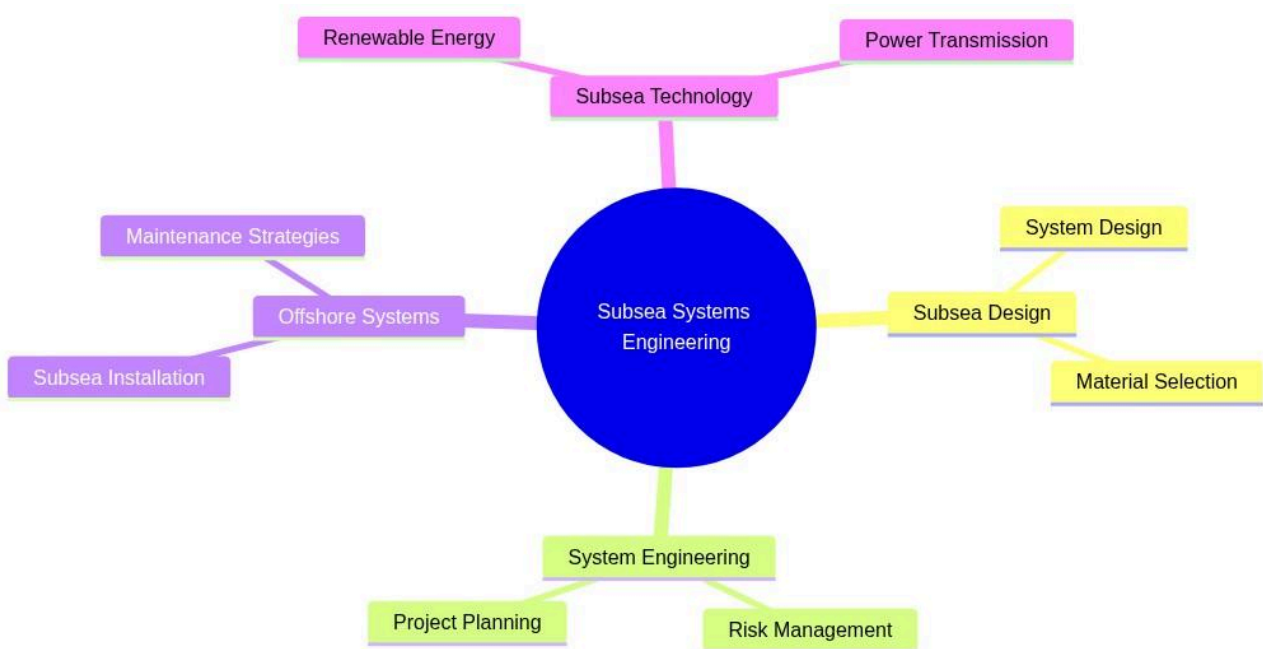 Renewable Energy
Power Transmission
Subsea Technology
Maintenance Strategies
System Design
Offshore Systems
Subsea Systems
Engineering
Subsea Design
Subsea Installation
Material Selection
System Engineering
Project Planning
Risk Management